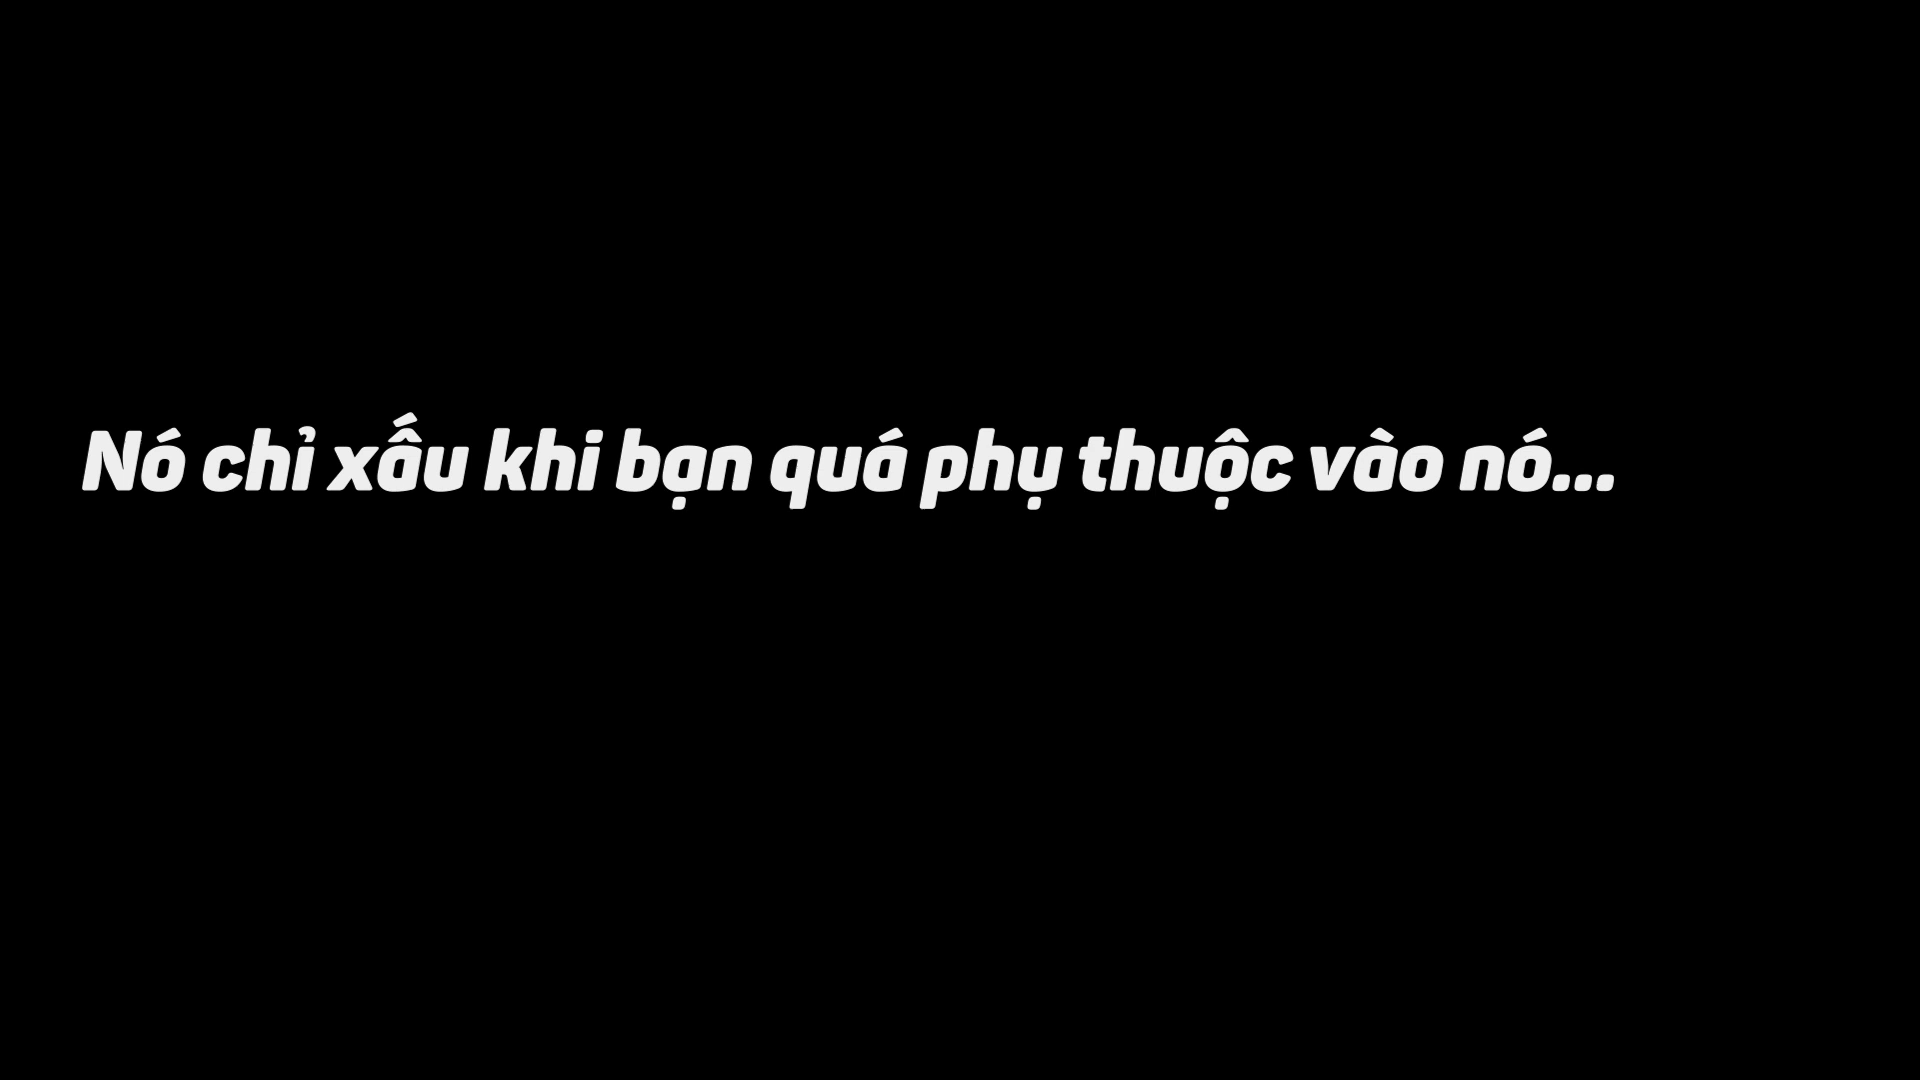 Nó chỉ xấu khi bạn quá phụ thuộc vào nó...